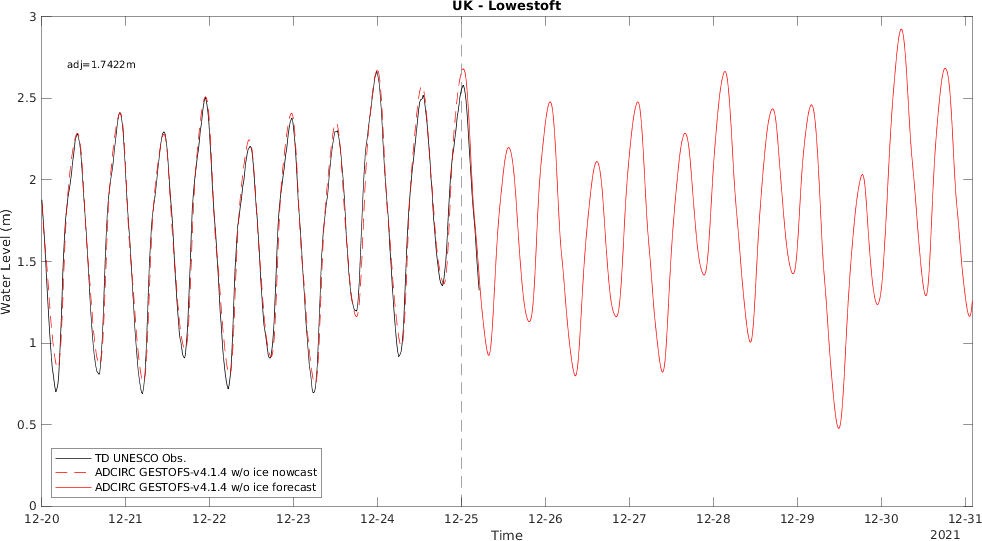 UK - Lowestoft
adj=1.7422m
Water Level (m)
3
2.5
2
1.5
1
0.5
0
TD UNESCO Obs.
ADCIRC GESTOFS-v4.1.4 w/o ice nowcast
ADCIRC GESTOFS-v4.1.4 w/o ice forecast
12-20 12-21 12-22 12-23 12-24 12-25 12-26 12-27 12-28 12-29 12-30 12-31
Time
2021